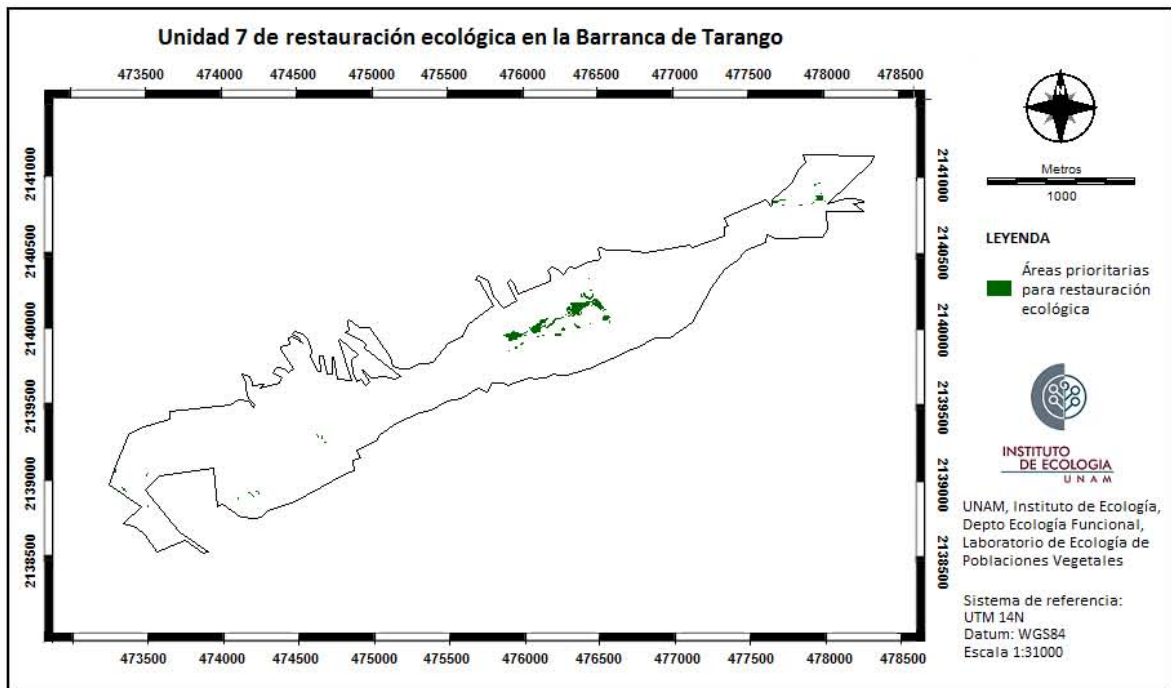 Unidad 7 de restauración ecológica en la Barranca de Tarango
473500 474000 474500 475000 475500 476000 476500 477000 477500 478000 478500
2141000
2140500
2140000
2139500
2139000
2138500
2141000
2140500
2140000
2139500
2139000
2138500
473500 474000 474500 475000 475500 476000 476500 477000 477500 478000 478500
N
Metros
1000
LEYENDA
Áreas prioritarias
para restauración
ecológica
INSTITUTO
DE ECOLOGIA
UNAM
UNAM, Instituto de Ecología,
Depto Ecología Funcional,
Laboratorio de Ecología de
Poblaciones Vegetales
Sistema de referencia:
UTM 14N
Datum: WGS84
Escala 1:31000